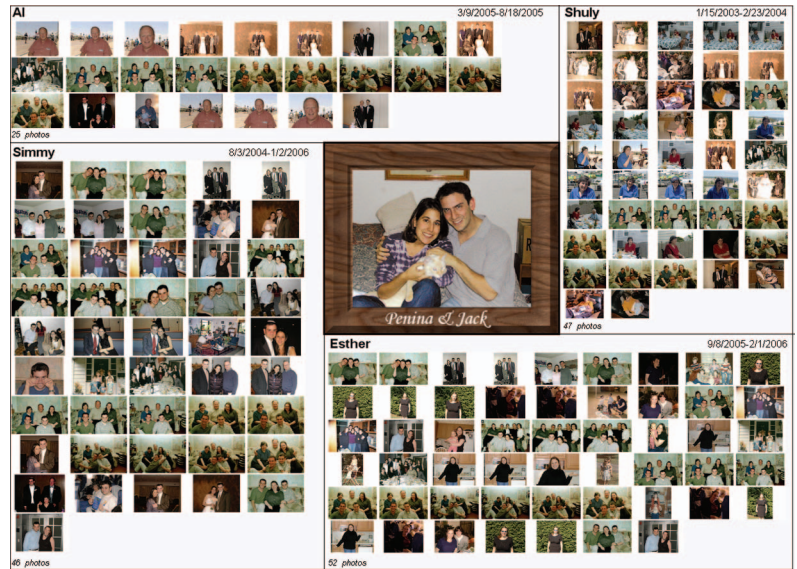 Al 3/9/2005-8/18/2005
25 photos
Shuly 1/15/2003-2/23/2004
47 photos
Simmy 8/3/2004-1/2/2006
46 photos
Penina & Jack
Esther 9/8/2005-2/1/2006
52 photos